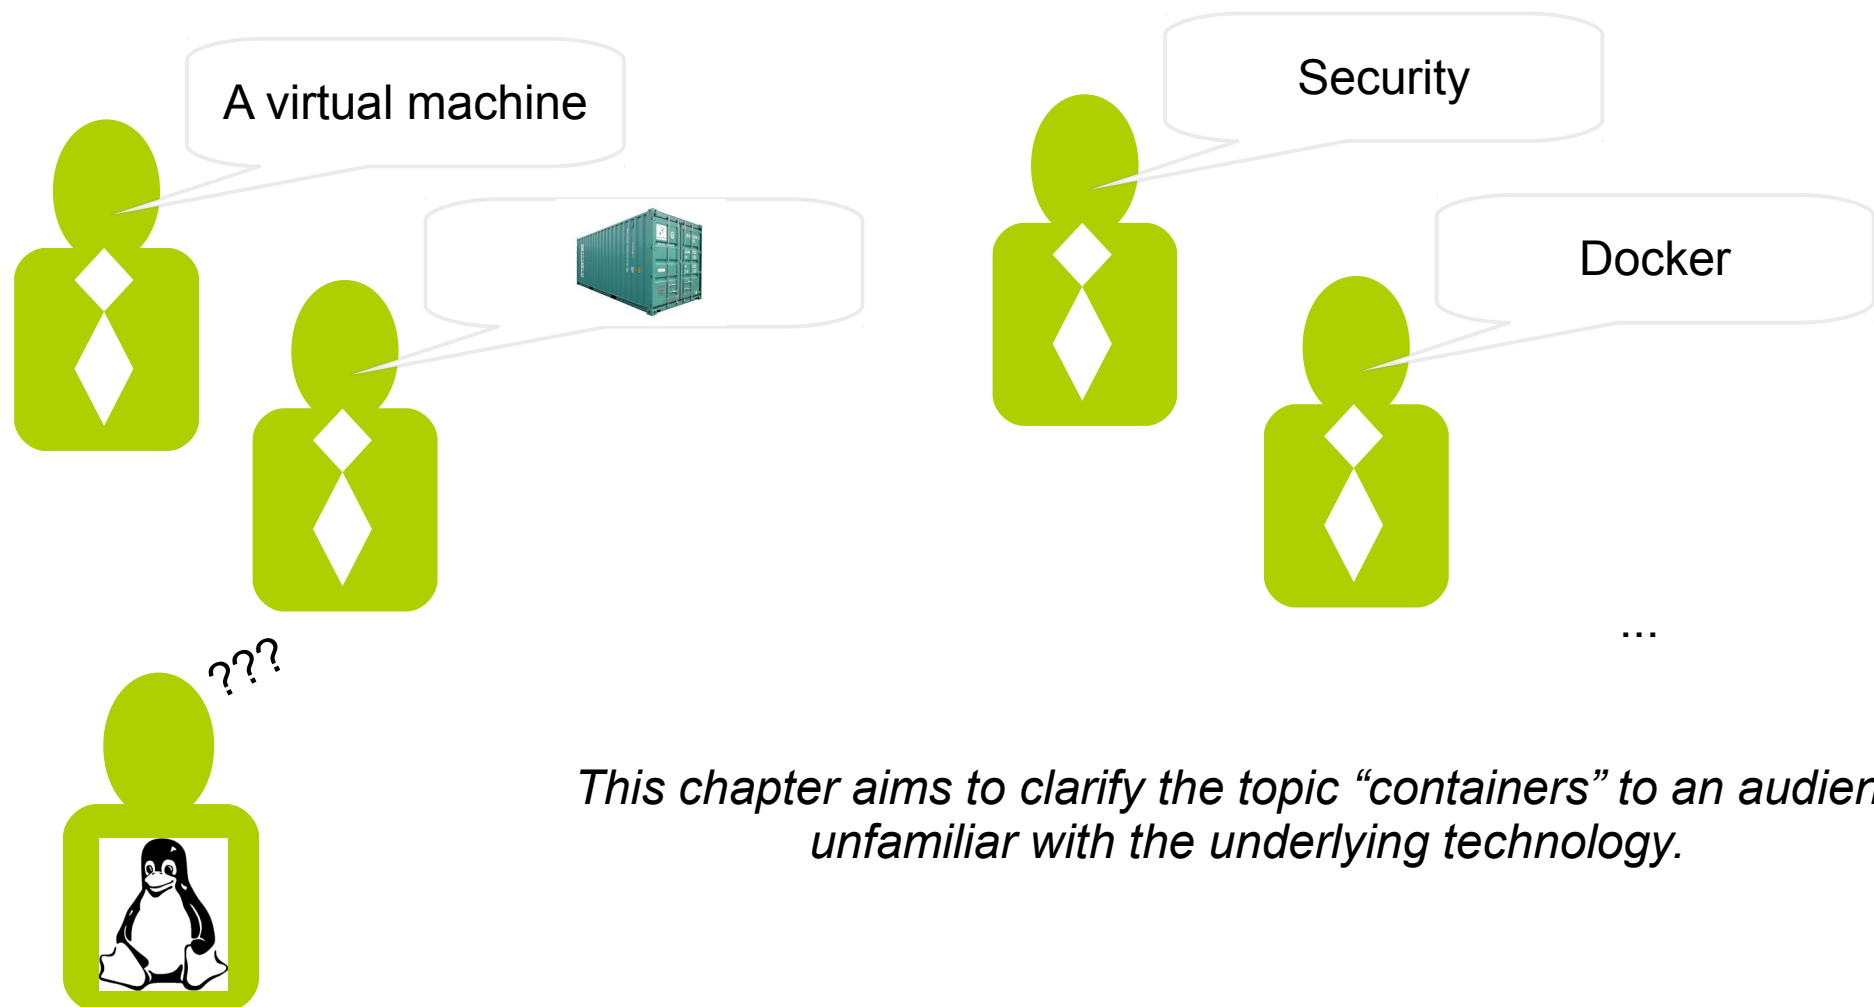 A virtual machine
Security
Docker
...
???
This chapter aims to clarify the topic “containers” to an audien
unfamiliar with the underlying technology.